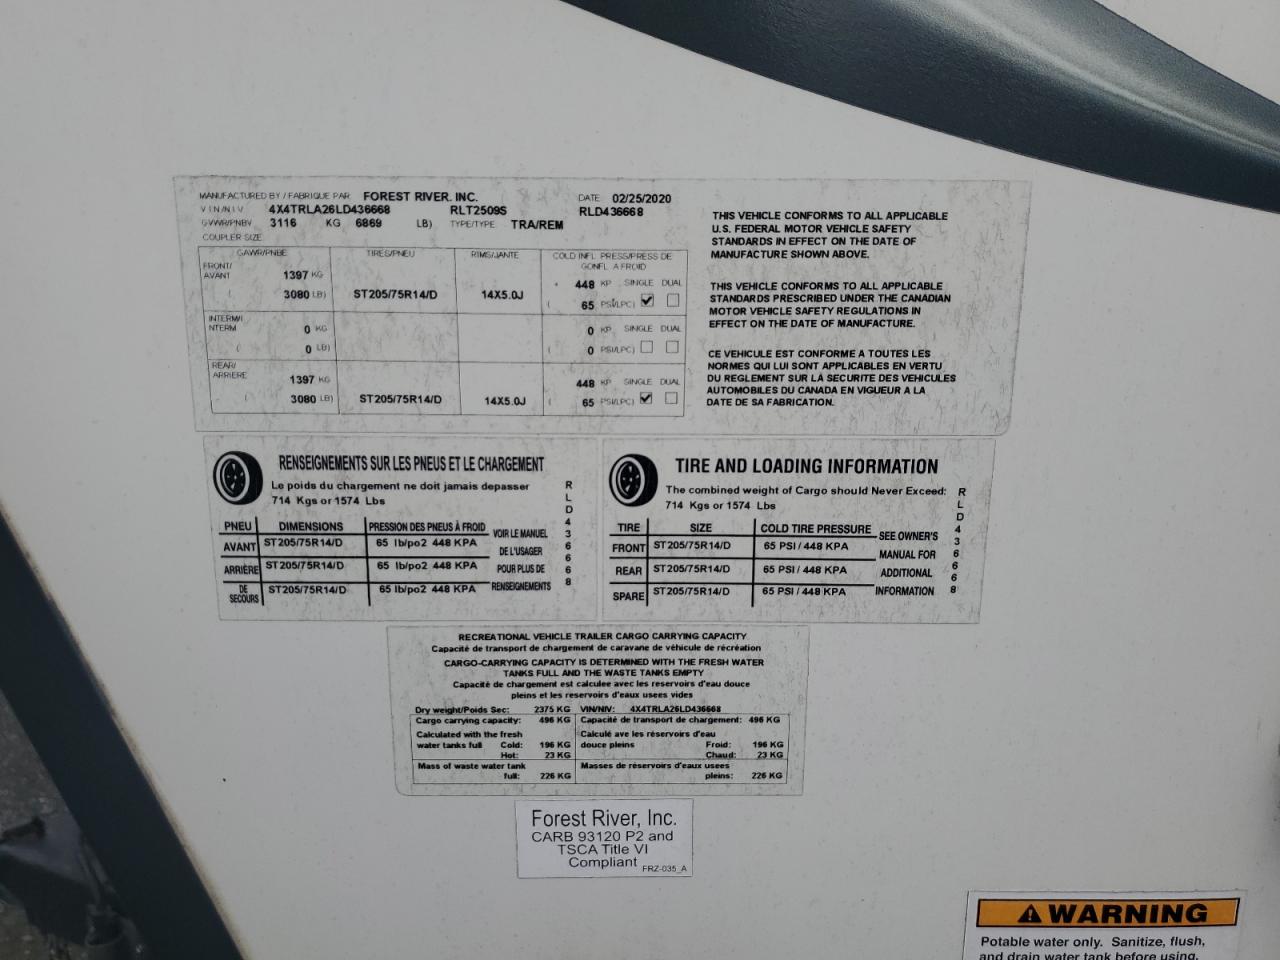 MANUFACTURED BY / FABRIQUE PAR FOREST RIVER. INC. DATE 02/25/2020
VIN/NIV 4X4TRLA26LD436668 RLT2509S RLD436668
GVWR/PNBV 3116 KG 6869 LB) TYPE/TYPE TRA/REM
COUPLER SIZE
GAWR/PNBE TIRES/PNEU RIMS/JANTE COLD INFL PRESS/PRESS DE
GONFL A FROID
FRONT/
AVANT 1397 KG 448 KP SINGLE DUAL
( 3080 LB) ST205/75R14/D 14X5.0J ( 65 PSI/LPC)
INTERM/I
NTERM 0 KG 0 KP SINGLE DUAL
( 0 LB) ( 0 PSI/LPC)
REAR/
ARRIERE 1397 KG 448 KP SINGLE DUAL
( 3080 LB) ST205/75R14/D 14X5.0J ( 65 PSI/LPC)
THIS VEHICLE CONFORMS TO ALL APPLICABLE
U.S. FEDERAL MOTOR VEHICLE SAFETY
STANDARDS IN EFFECT ON THE DATE OF
MANUFACTURE SHOWN ABOVE.
THIS VEHICLE CONFORMS TO ALL APPLICABLE
STANDARDS PRESCRIBED UNDER THE CANADIAN
MOTOR VEHICLE SAFETY REGULATIONS IN
EFFECT ON THE DATE OF MANUFACTURE.
CE VEHICULE EST CONFORME A TOUTES LES
NORMES QUI LUI SONT APPLICABLES EN VERTU
DU REGLEMENT SUR LA SECURITE DES VEHICULES
AUTOMOBILES DU CANADA EN VIGUEUR A LA
DATE DE SA FABRICATION.
RENSEIGNEMENTS SUR LES PNEUS ET LE CHARGEMENT
Le poids du chargement ne doit jamais depasser
714 Kgs or 1574 Lbs
PNEU DIMENSIONS PRESSION DES PNEUS À FROID
AVANT ST205/75R14/D 65 lb/po2 448 KPA
ARRIÈRE ST205/75R14/D 65 lb/po2 448 KPA
DE
SECOURS ST205/75R14/D 65 lb/po2 448 KPA
VOIR LE MANUEL
DE L'USAGER
POUR PLUS DE
RENSEIGNEMENTS
RLD436668
TIRE AND LOADING INFORMATION
The combined weight of Cargo should Never Exceed:
714 Kgs or 1574 Lbs
TIRE SIZE COLD TIRE PRESSURE
FRONT ST205/75R14/D 65 PSI / 448 KPA
REAR ST205/75R14/D 65 PSI / 448 KPA
SPARE ST205/75R14/D 65 PSI / 448 KPA
SEE OWNER'S
MANUAL FOR
ADDITIONAL
INFORMATION
RLD436668
RECREATIONAL VEHICLE TRAILER CARGO CARRYING CAPACITY
Capacité de transport de chargement de caravane de véhicule de récréation
CARGO-CARRYING CAPACITY IS DETERMINED WITH THE FRESH WATER
TANKS FULL AND THE WASTE TANKS EMPTY
Capacité de chargement est calculee avec les reservoirs d'eau douce
pleins et les reservoirs d'eaux usees vides
Dry weight/Poids Sec: 2375 KG VIN/NIV: 4X4TRLA26LD436668
Cargo carrying capacity: 496 KG Capacité de transport de chargement: 496 KG
Calculated with the fresh Calculé ave les réservoirs d'eau
water tanks full Cold: 196 KG douce pleins Froid: 196 KG
Hot: 23 KG Chaud: 23 KG
Mass of waste water tank Masses de réservoirs d'eaux usees
full: 226 KG pleins: 226 KG
Forest River, Inc.
CARB 93120 P2 and
TSCA Title VI
Compliant
FRZ-035_A
WARNING
Potable water only. Sanitize, flush,
and drain water tank before using.